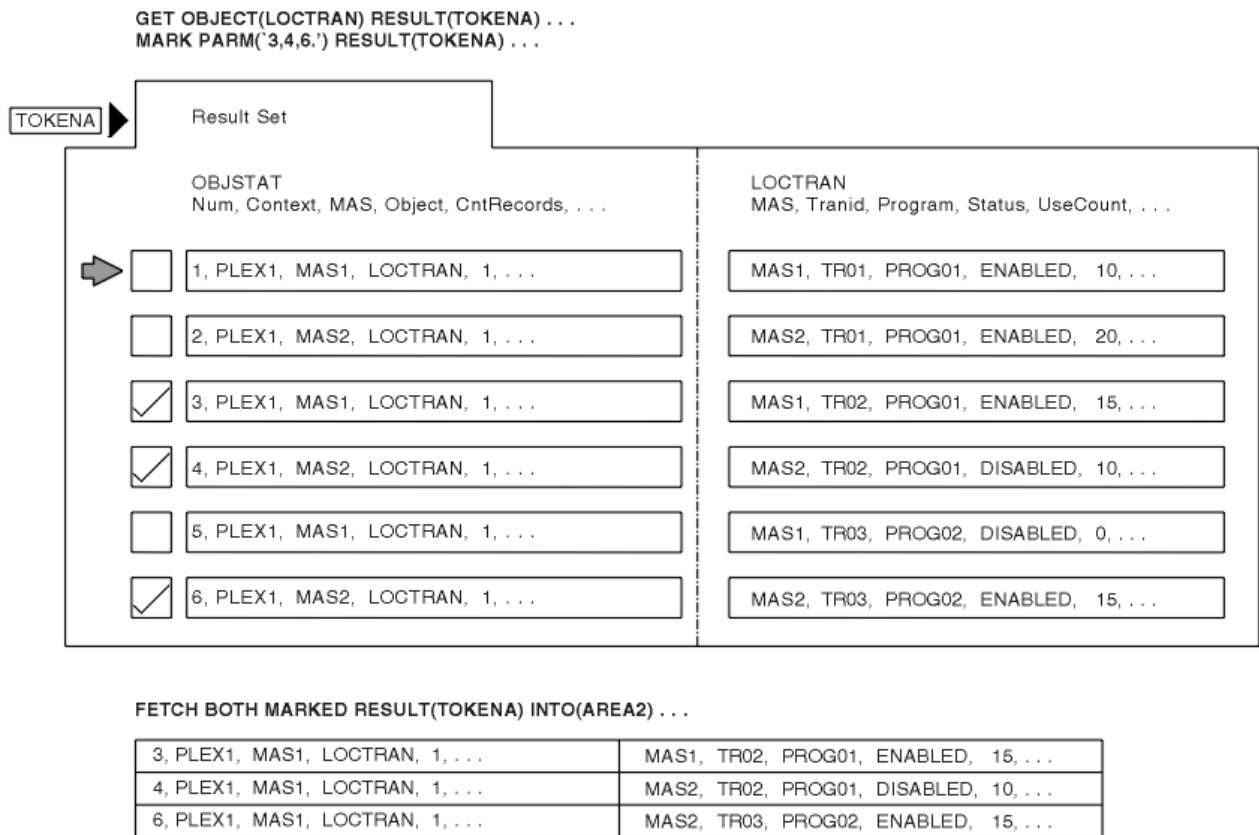 GET OBJECT(LOCTRAN) RESULT(TOKENA) . . .
MARK PARM(`3,4,6.') RESULT(TOKENA) . . .
TOKENA
Result Set
OBJSTAT
Num, Context, MAS, Object, CntRecords, . . .
LOCTRAN
MAS, Tranid, Program, Status, UseCount, . . .
1, PLEX1, MAS1, LOCTRAN, 1, . . .
MAS1, TR01, PROG01, ENABLED, 10, . . .
2, PLEX1, MAS2, LOCTRAN, 1, . . .
MAS2, TR01, PROG01, ENABLED, 20, . . .
3, PLEX1, MAS1, LOCTRAN, 1, . . .
MAS1, TR02, PROG01, ENABLED, 15, . . .
4, PLEX1, MAS2, LOCTRAN, 1, . . .
MAS2, TR02, PROG01, DISABLED, 10, . . .
5, PLEX1, MAS1, LOCTRAN, 1, . . .
MAS1, TR03, PROG02, DISABLED, 0, . . .
6, PLEX1, MAS2, LOCTRAN, 1, . . .
MAS2, TR03, PROG02, ENABLED, 15, . . .
FETCH BOTH MARKED RESULT(TOKENA) INTO(AREA2) . . .
3, PLEX1, MAS1, LOCTRAN, 1, . . .
MAS1, TR02, PROG01, ENABLED, 15, . . .
4, PLEX1, MAS1, LOCTRAN, 1, . . .
MAS2, TR02, PROG01, DISABLED, 10, . . .
6, PLEX1, MAS1, LOCTRAN, 1, . . .
MAS2, TR03, PROG02, ENABLED, 15, . . .